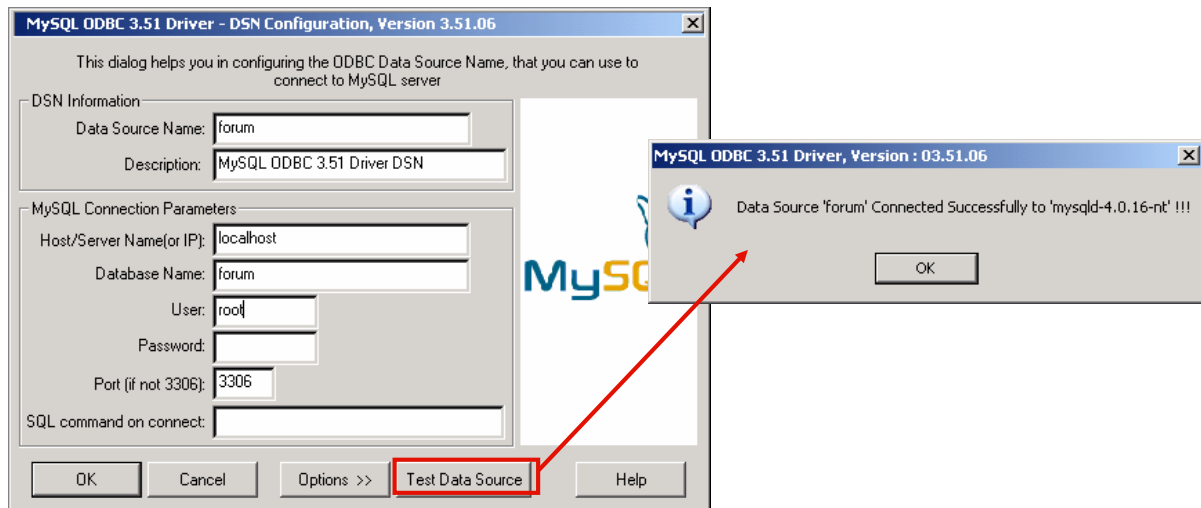 MySQL ODBC 3.51 Driver - DSN Configuration, Version 3.51.06
This dialog helps you in configuring the ODBC Data Source Name, that you can use to
connect to MySQL server
DSN Information
Data Source Name: forum
Description: MySQL ODBC 3.51 Driver DSN
MySQL Connection Parameters
Host/Server Name(or IP): localhost
Database Name: forum
User: root
Password:
Port (if not 3306): 3306
SQL command on connect:
OK Cancel Options >> Test Data Source Help
MySQ
MySQL ODBC 3.51 Driver, Version : 03.51.06
Data Source 'forum' Connected Successfully to 'mysqld-4.0.16-nt' !!!
OK